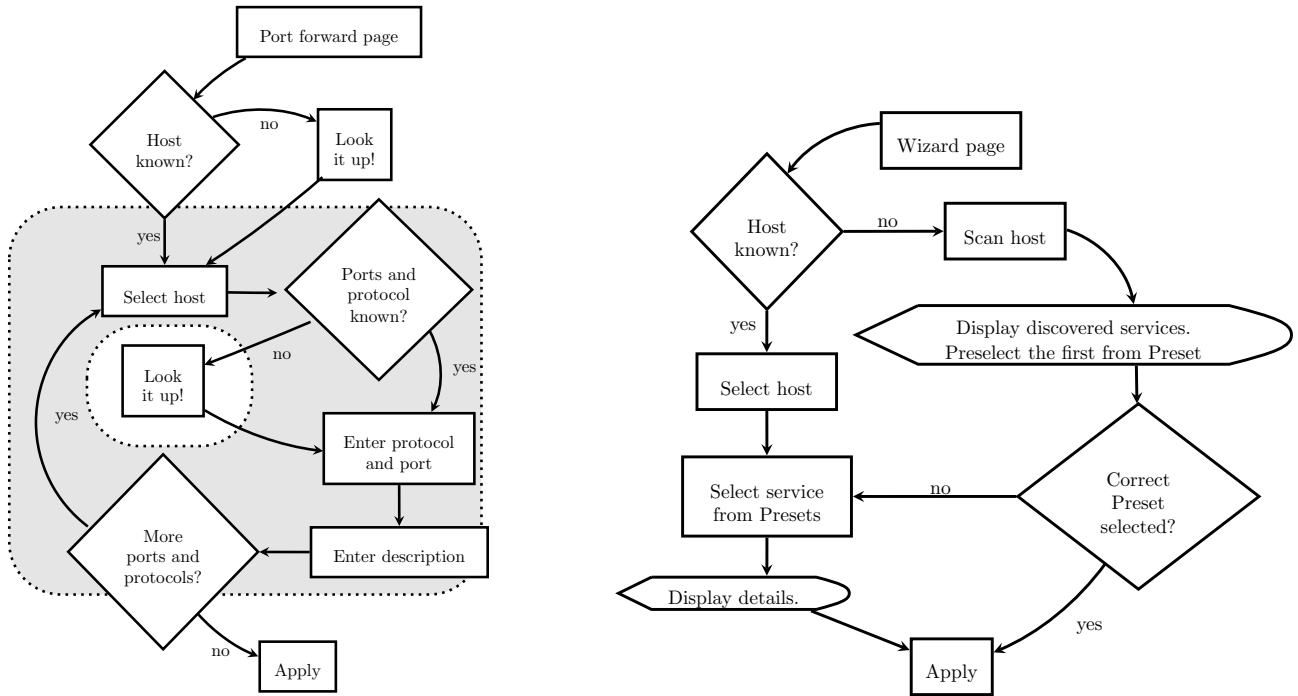 Port forward page
Host
known?
no
Look
it up!
yes
Select host
Ports and
protocol
known?
no
yes
Look
it up!
yes
Enter protocol
and port
More
ports and
protocols?
Enter description
no
Apply
Wizard page
Host
known?
no
Scan host
yes
Display discovered services.
Preselect the first from Preset
Select host
Select service
from Presets
no
Correct
Preset
selected?
Display details.
yes
Apply